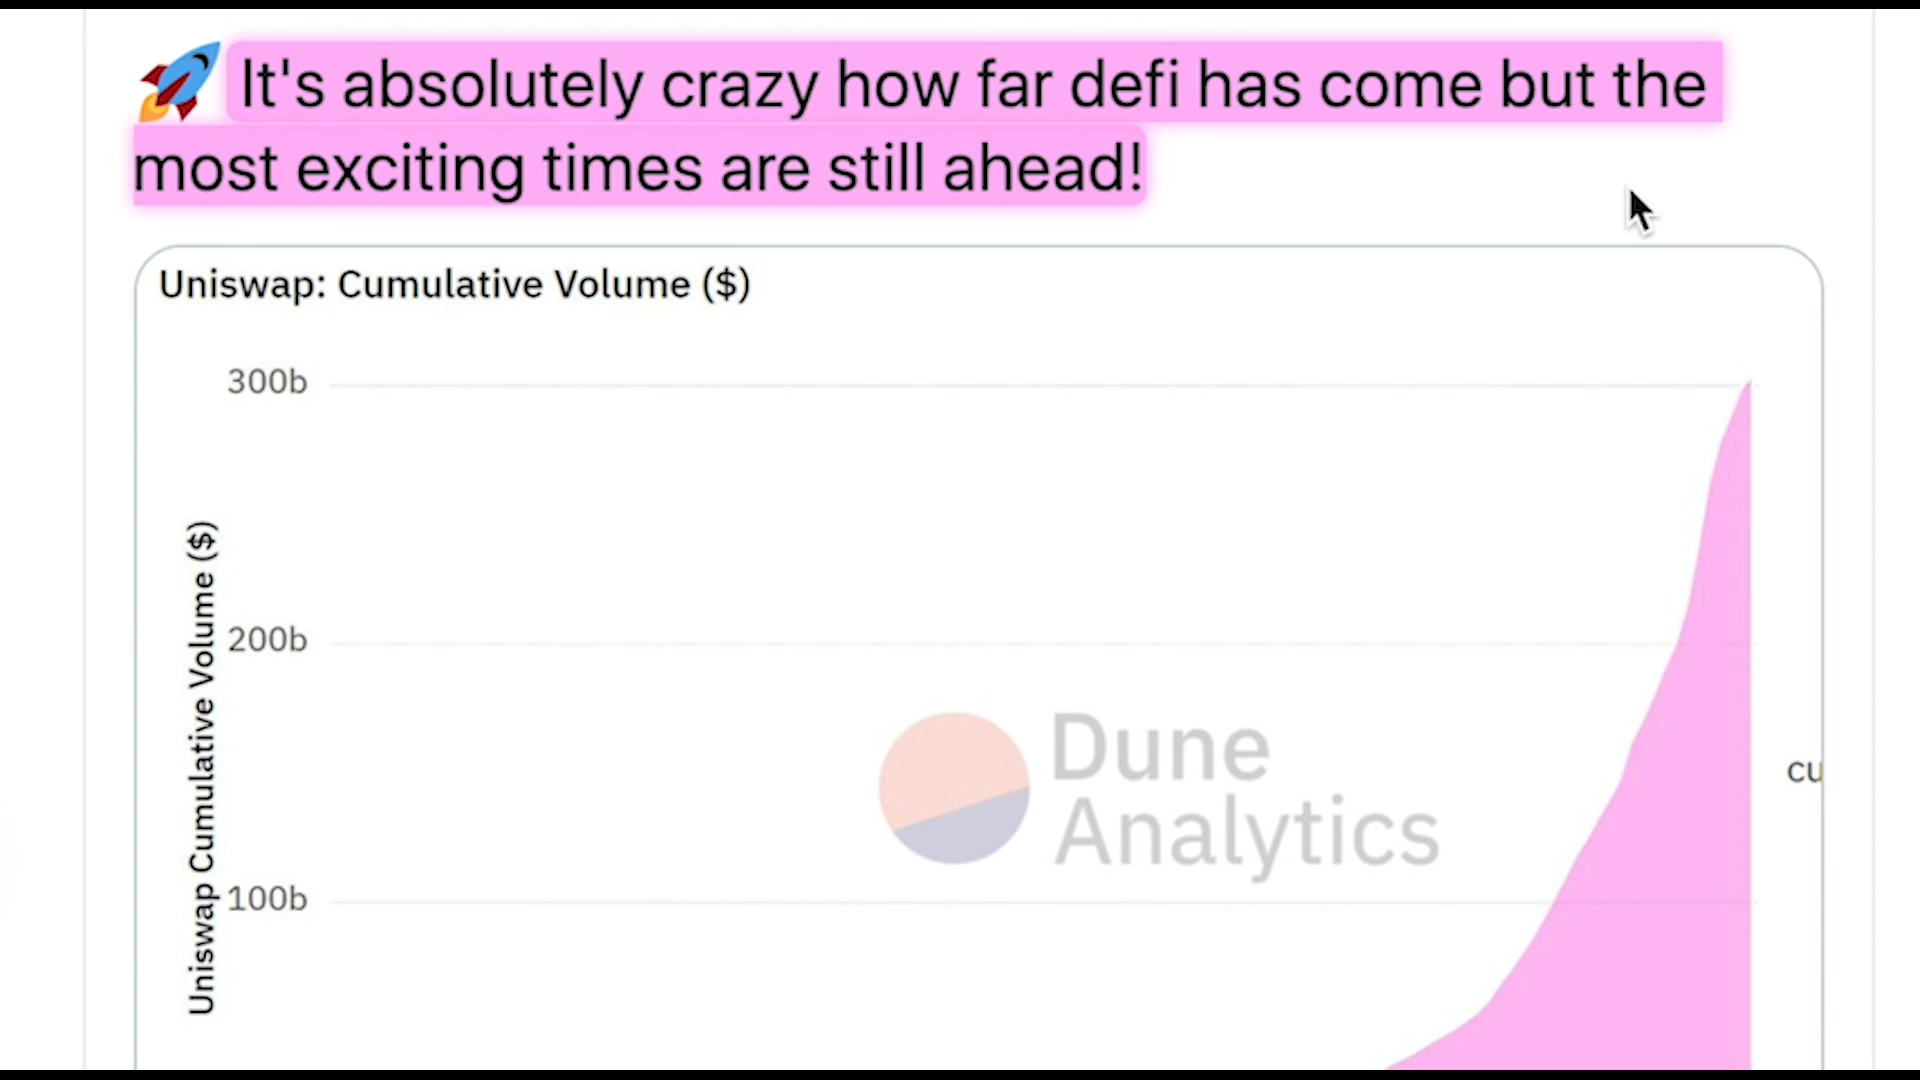 🚀 It's absolutely crazy how far defi has come but the
most exciting times are still ahead!
Uniswap: Cumulative Volume ($)
300b
Uniswap Cumulative Volume ($)
200b
Dune
Analytics
cu
100b